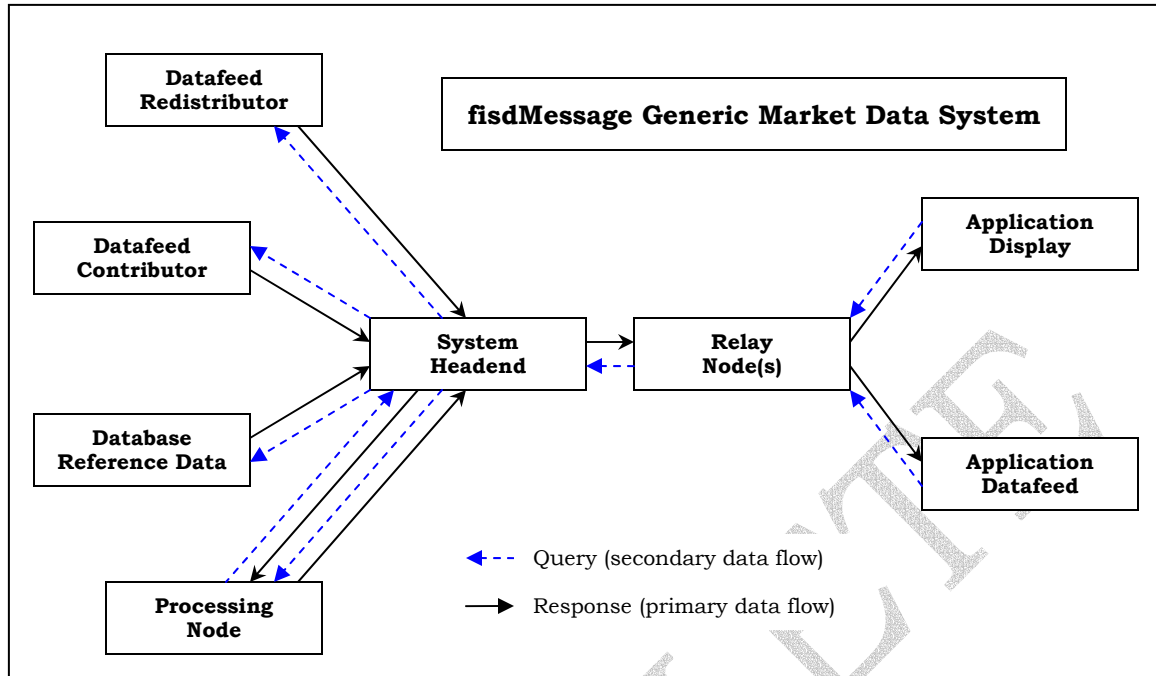 Datafeed
Redistributor
fisdMessage Generic Market Data System
Datafeed
Contributor
Application
Display
System
Headend
Relay
Node(s)
Database
Reference Data
Application
Datafeed
Query (secondary data flow)
Response (primary data flow)
Processing
Node